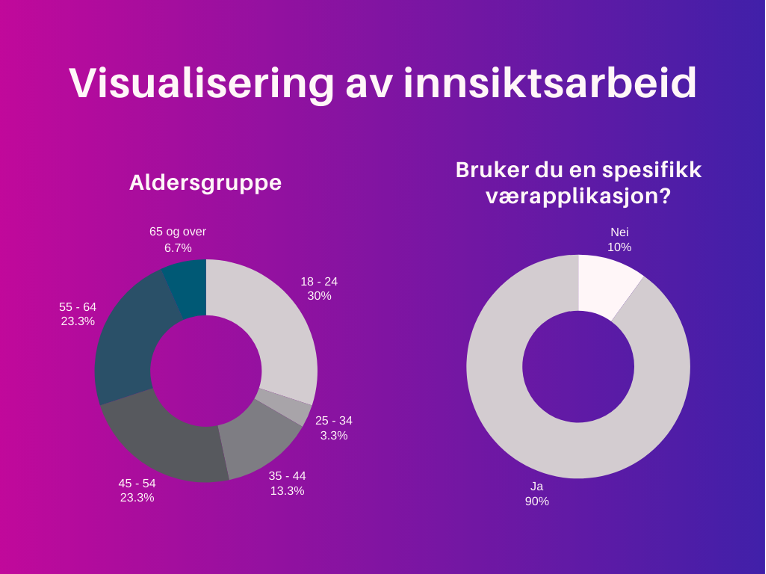 Visualisering av innsiktsarbeid
Aldersgruppe
65 og over
6.7%
18 - 24
30%
55 - 64
23.3%
25 - 34
3.3%
35 - 44
13.3%
45 - 54
23.3%
Bruker du en spesifikk
værapplikasjon?
Nei
10%
Ja
90%